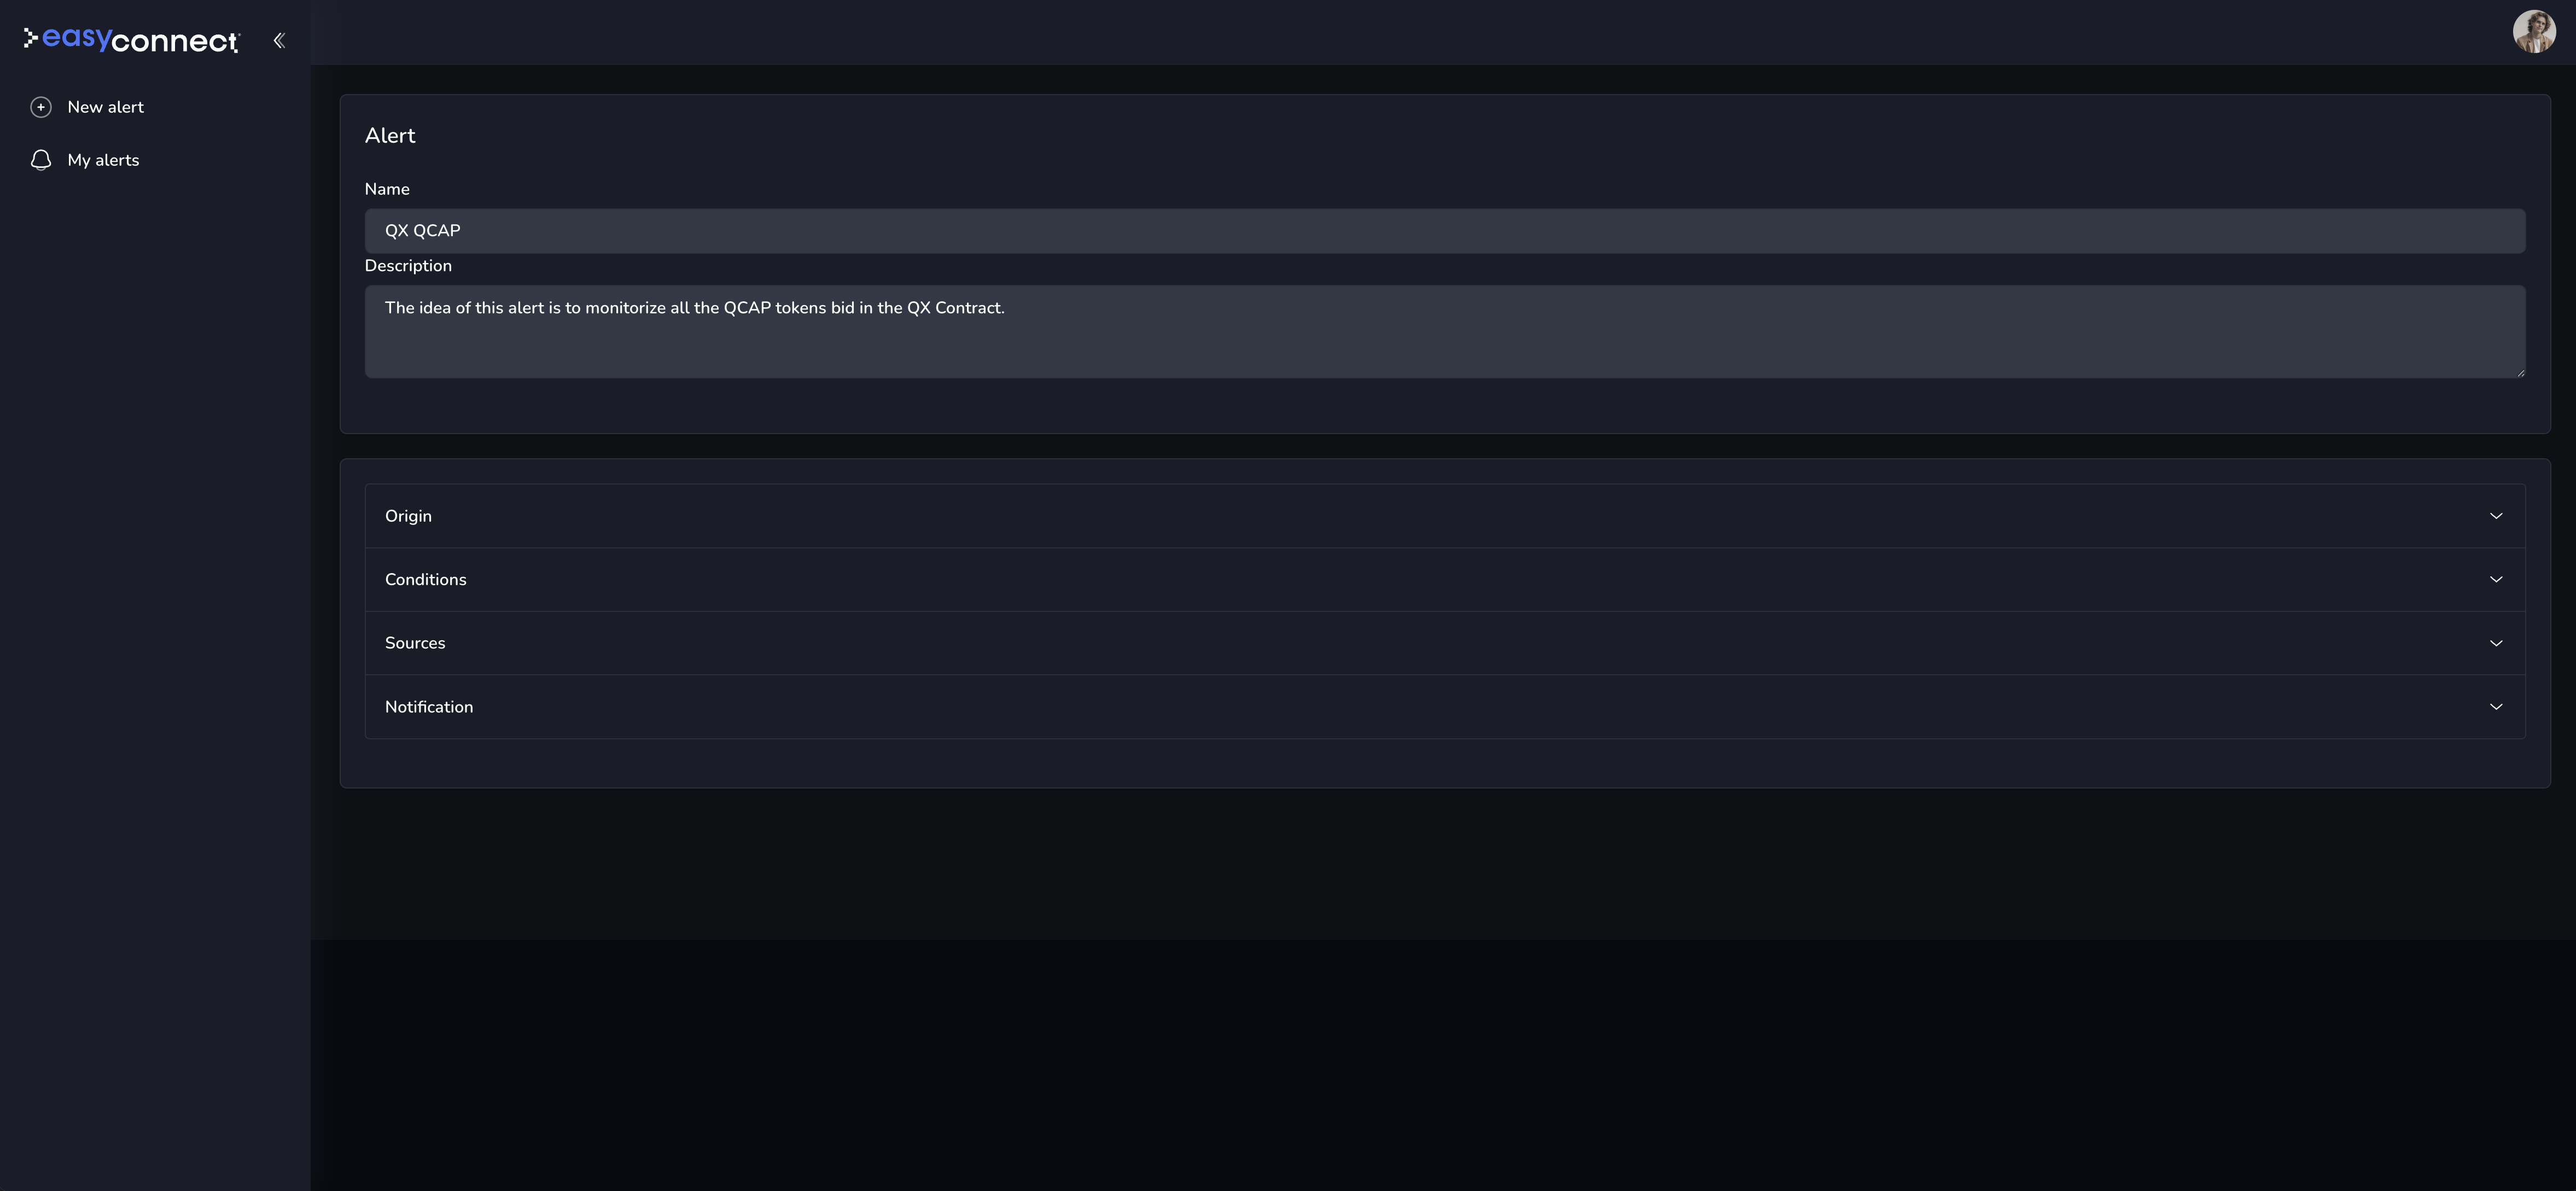 easyconnect
New alert
My alerts
Alert
Name
QX QCAP
Description
The idea of this alert is to monitorize all the QCAP tokens bid in the QX Contract.
Origin
Conditions
Sources
Notification